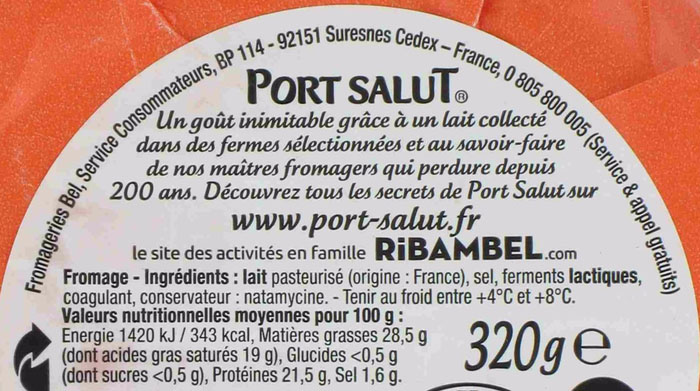 Fromageries Bel, Service Consommateurs, BP 114 - 92151 Suresnes Cedex – France, 0 805 800 005 (Service & appel gratuits)
PORT SALUT®
Un goût inimitable grâce à un lait collecté
dans des fermes sélectionnées et au savoir-faire
de nos maîtres fromagers qui perdure depuis
200 ans. Découvrez tous les secrets de Port Salut sur
www.port-salut.fr
le site des activités en famille RiBAMBEL.com
Fromage - Ingrédients : lait pasteurisé (origine : France), sel, ferments lactiques,
coagulant, conservateur : natamycine. - Tenir au froid entre +4°C et +8°C.
Valeurs nutritionnelles moyennes pour 100 g :
Energie 1420 kJ / 343 kcal, Matières grasses 28,5 g
(dont acides gras saturés 19 g), Glucides <0,5 g
(dont sucres <0,5 g), Protéines 21,5 g, Sel 1,6 g.
320g e